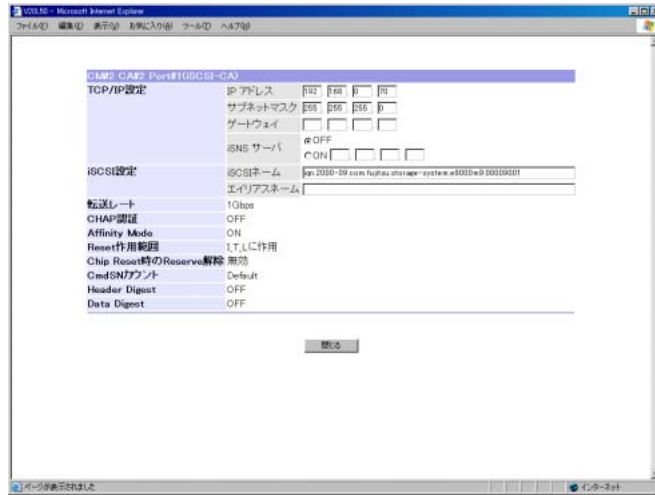 V20L50 - Microsoft Internet Explorer
ファイル(F) 編集(E) 表示(V) お気に入り(A) ツール(T) ヘルプ(H)
CM#2 CA#2 Port#1(iSCSI-CA)
TCP/IP設定 IP アドレス 192 168 0 70
サブネットマスク 255 255 255 0
ゲートウェイ
iSNS サーバ OFF
ON
iSCSI設定 iSCSIネーム iqn.2000-09.com.fujitsu:storage-system.e8000m9:00009001
エイリアスネーム
転送レート 1Gbps
CHAP認証 OFF
Affinity Mode ON
Reset作用範囲 I,T,Lに作用
Chip Reset時のReserve解除 無効
CmdSNカウント Default
Header Digest OFF
Data Digest OFF
閉じる
ページが表示されました インターネット